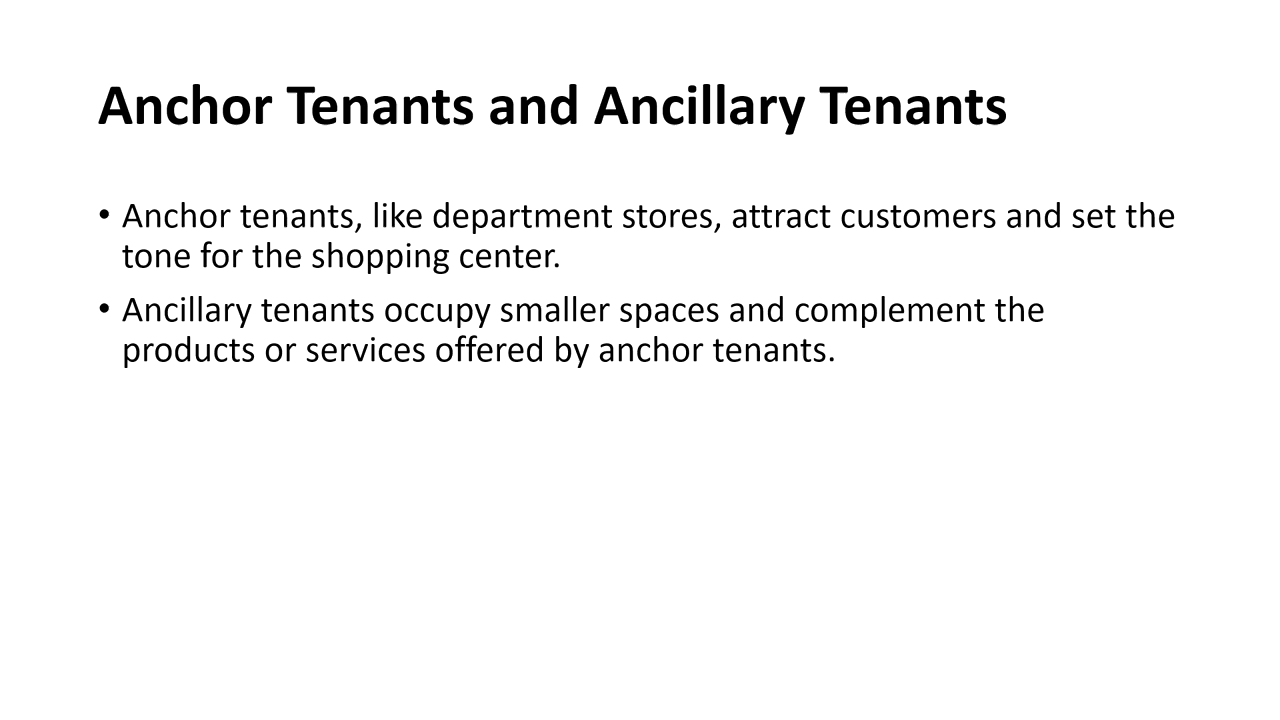 Anchor Tenants and Ancillary Tenants
• Anchor tenants, like department stores, attract customers and set the
tone for the shopping center.
• Ancillary tenants occupy smaller spaces and complement the
products or services offered by anchor tenants.